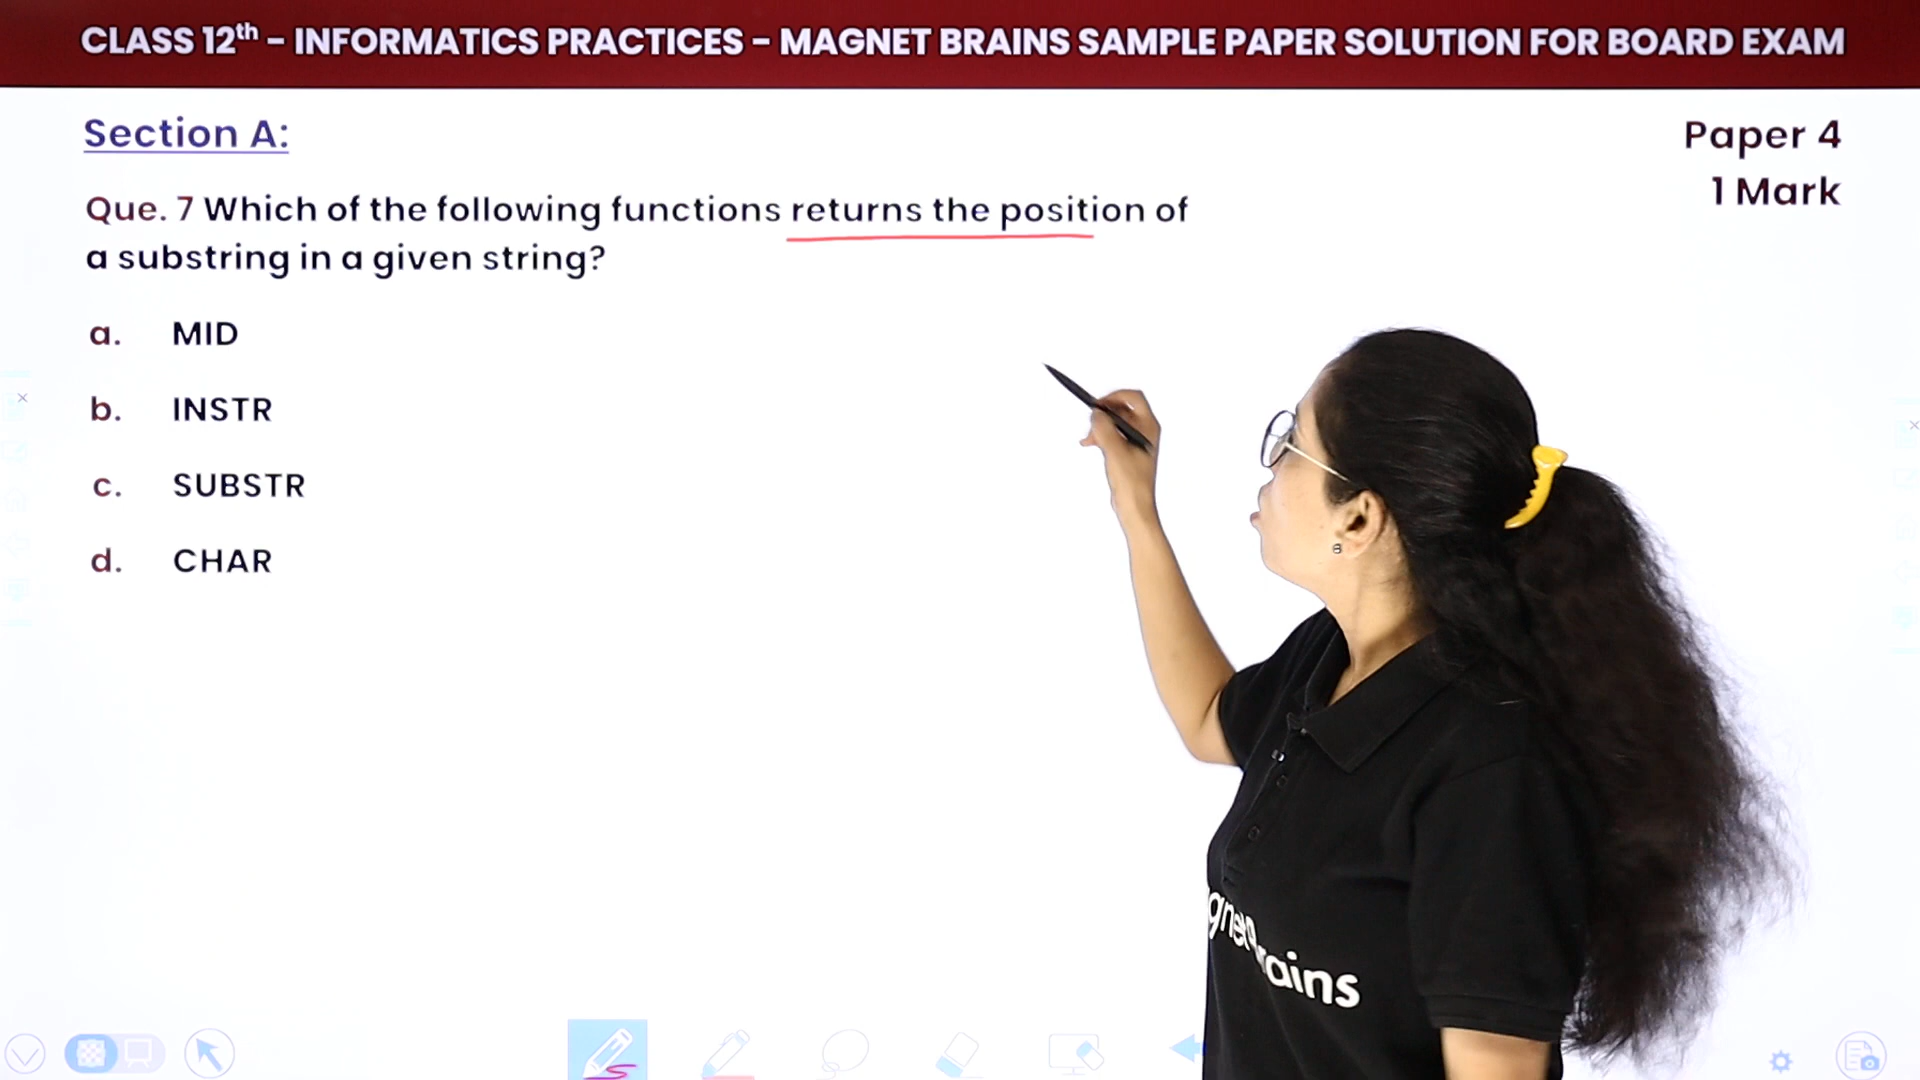 CLASS 12th - INFORMATICS PRACTICES - MAGNET BRAINS SAMPLE PAPER SOLUTION FOR BOARD EXAM
Section A:
Paper 4
1 Mark
Que. 7 Which of the following functions returns the position of
a substring in a given string?
a. MID
b. INSTR
c. SUBSTR
d. CHAR